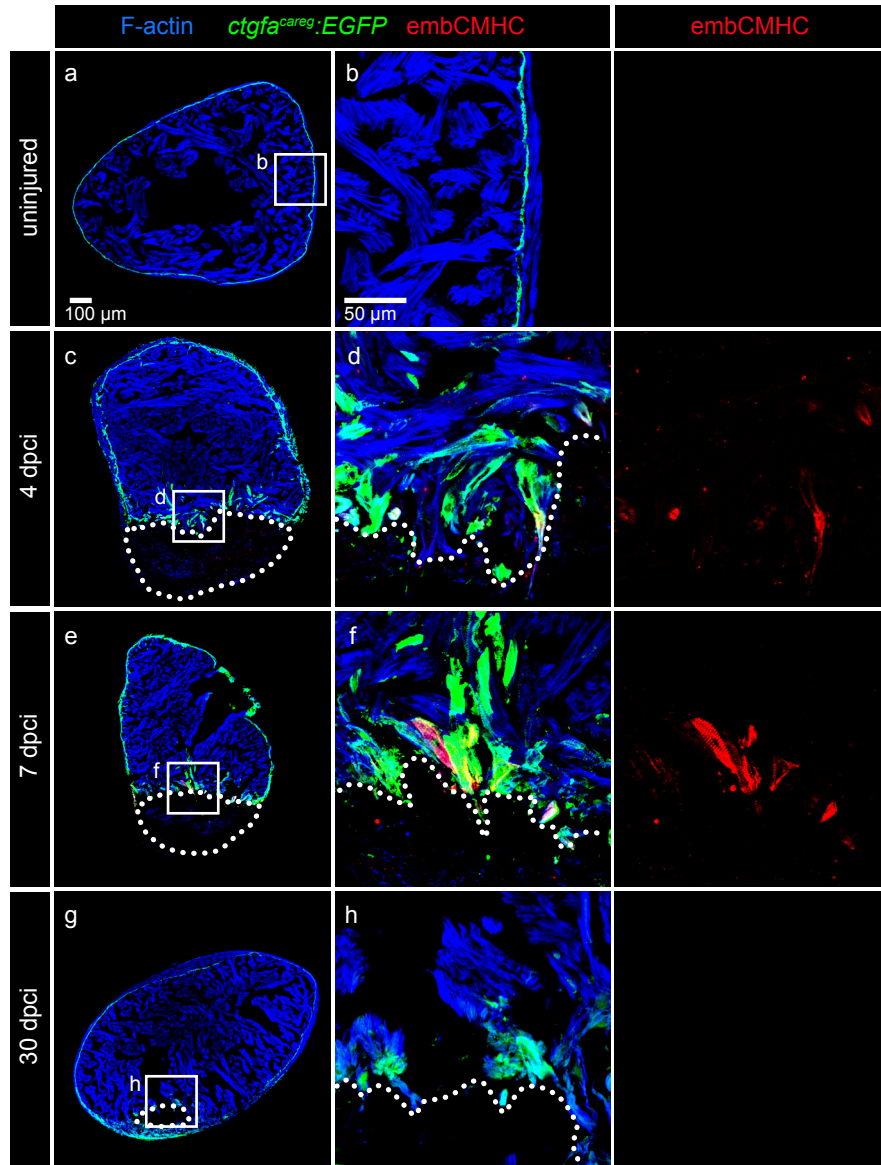 F-actin ctgfa^careg:EGFP embCMHC embCMHC
uninjured
a
b
b
100 µm
50 µm
4 dpci
c
d
d
7 dpci
e
f
f
30 dpci
g
h
h